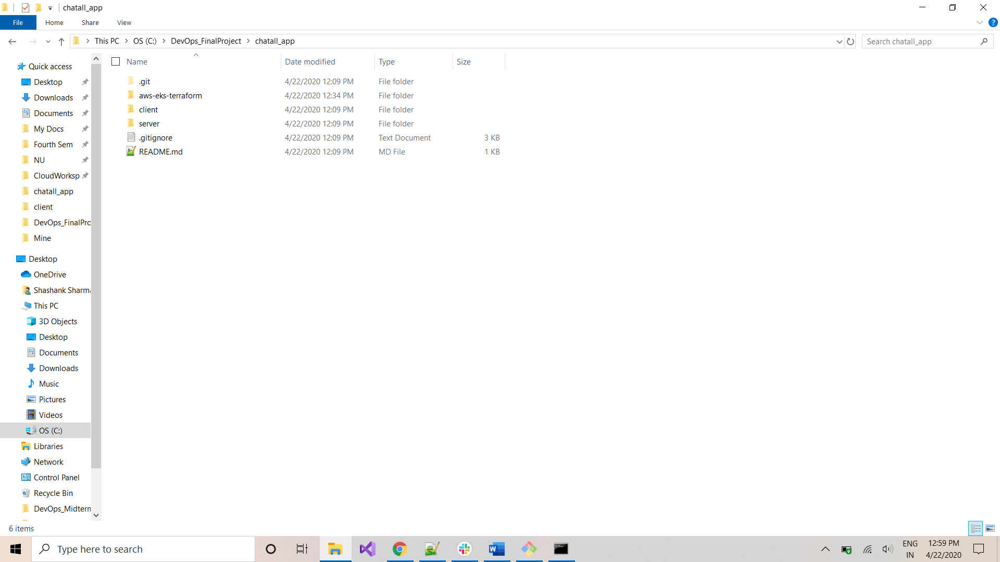 chatall_app
File Home Share View
This PC OS (C:) DevOps_FinalProject chatall_app
Search chatall_app
Name Date modified Type Size
.git 4/22/2020 12:09 PM File folder
aws-eks-terraform 4/22/2020 12:34 PM File folder
client 4/22/2020 12:09 PM File folder
server 4/22/2020 12:09 PM File folder
.gitignore 4/22/2020 12:09 PM Text Document 3 KB
README.md 4/22/2020 12:09 PM MD File 1 KB
Quick access
Desktop
Downloads
Documents
My Docs
Fourth Sem
NU
CloudWorksp
chatall_app
client
DevOps_FinalPro
Mine
Desktop
OneDrive
Shashank Sharma
This PC
3D Objects
Desktop
Documents
Downloads
Music
Pictures
Videos
OS (C:)
Libraries
Network
Control Panel
Recycle Bin
DevOps_Midterm
6 items
Type here to search
ENG 12:59 PM
IN 4/22/2020